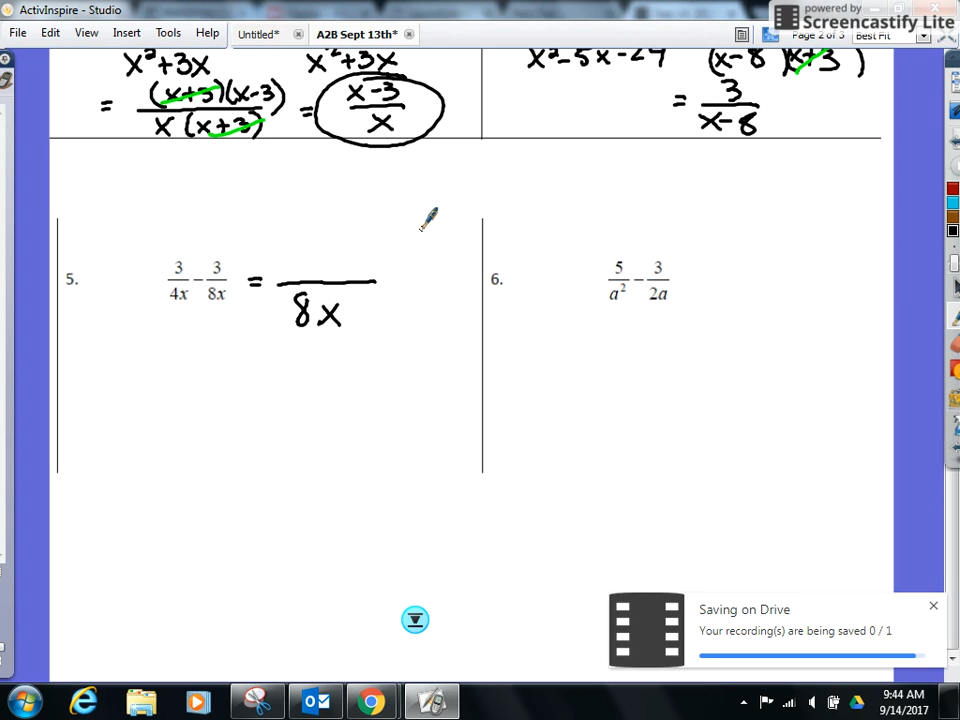 ActivInspire - Studio
powered by
Screencastify Lite
File Edit View Insert Tools Help Untitled* A2B Sept 13th* Page 2 of 3 Best Fit
x²+3x x²+3x x²-5x-24 (x-8)(x+3)
= (x+3)(x-3) / x(x+3) = x-3 / x = 3 / x-8
5. 3/4x - 3/8x = 8x 6. 5/a² - 3/2a
Saving on Drive
Your recording(s) are being saved 0 / 1
9:44 AM
9/14/2017